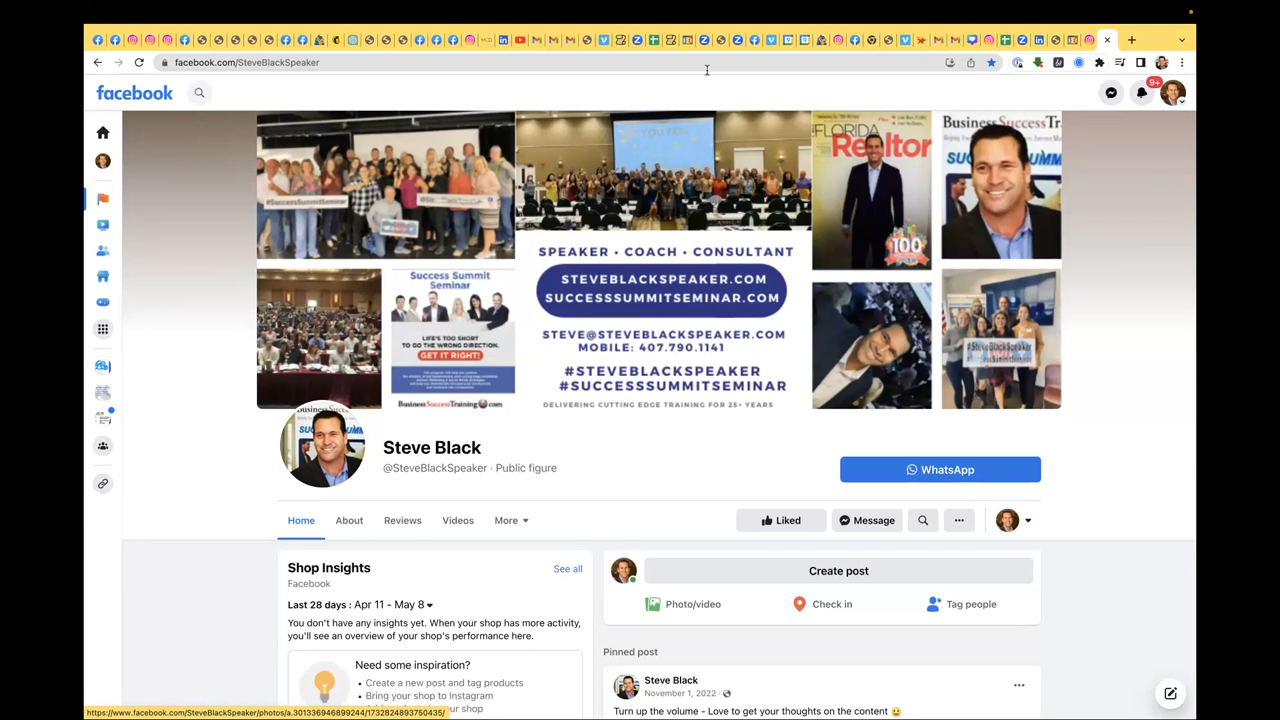 facebook.com/SteveBlackSpeaker
facebook
9+
#SuccessSummitSeminar
FLORIDA
Realtor
100
BusinessSuccessTr
Success Summit
Seminar
LIFE'S TOO SHORT
TO GO THE WRONG DIRECTION.
GET IT RIGHT!
BusinessSuccessTraining.com
SPEAKER · COACH · CONSULTANT
STEVEBLACKSPEAKER.COM
SUCCESSSUMMITSEMINAR.COM
STEVE@STEVEBLACKSPEAKER.COM
MOBILE: 407.790.1141
#STEVEBLACKSPEAKER
#SUCCESSSUMMITSEMINAR
DELIVERING CUTTING EDGE TRAINING FOR 25+ YEARS
#SteveBlackSpeaker
Steve Black
@SteveBlackSpeaker · Public figure
WhatsApp
Home
About
Reviews
Videos
More
Liked
Message
Shop Insights
See all
Facebook
Last 28 days : Apr 11 - May 8
You don't have any insights yet. When your shop has more activity,
you'll see an overview of your shop's performance here.
Need some inspiration?
• Create a new post and tag products
• Bring your shop to Instagram
our shop
Create post
Photo/video
Check in
Tag people
Pinned post
Steve Black
November 1, 2022 ·
Turn up the volume - Love to get your thoughts on the content 😀
https://www.facebook.com/SteveBlackSpeaker/photos/a.301336946899244/1732824893750435/